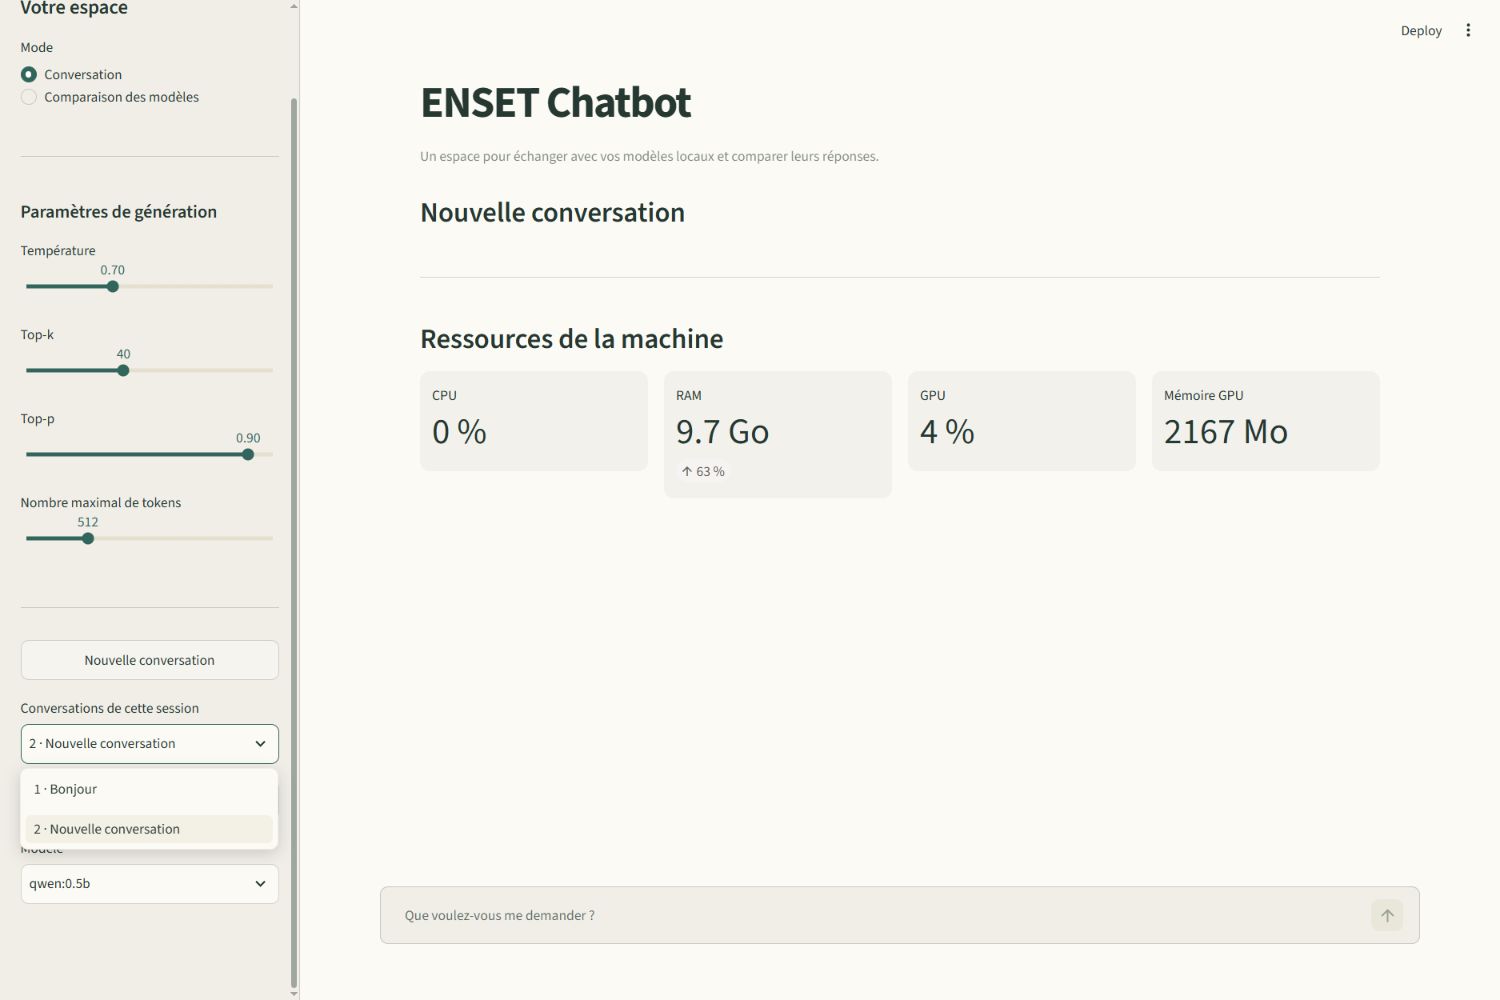 Votre espace
Mode
Conversation
Comparaison des modèles
Paramètres de génération
Température
0.70
Top-k
40
Top-p
0.90
Nombre maximal de tokens
512
Nouvelle conversation
Conversations de cette session
2 · Nouvelle conversation
1 · Bonjour
2 · Nouvelle conversation
Modèle
qwen:0.5b
Deploy
ENSET Chatbot
Un espace pour échanger avec vos modèles locaux et comparer leurs réponses.
Nouvelle conversation
Ressources de la machine
CPU
0 %
RAM
9.7 Go
↑ 63 %
GPU
4 %
Mémoire GPU
2167 Mo
Que voulez-vous me demander ?